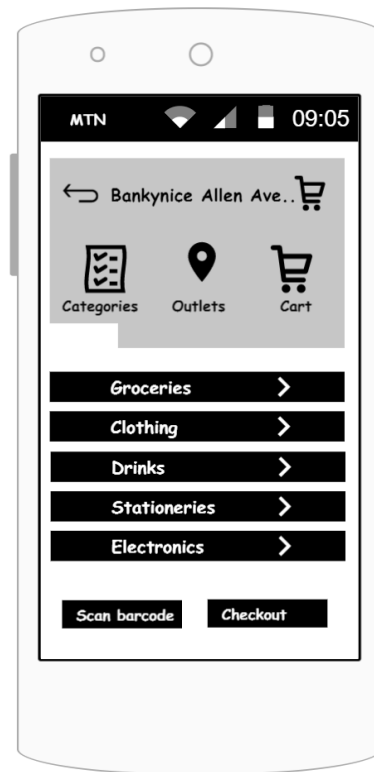 MTN 09:05
Bankynice Allen Ave..
Categories Outlets Cart
Groceries
Clothing
Drinks
Stationeries
Electronics
Scan barcode Checkout